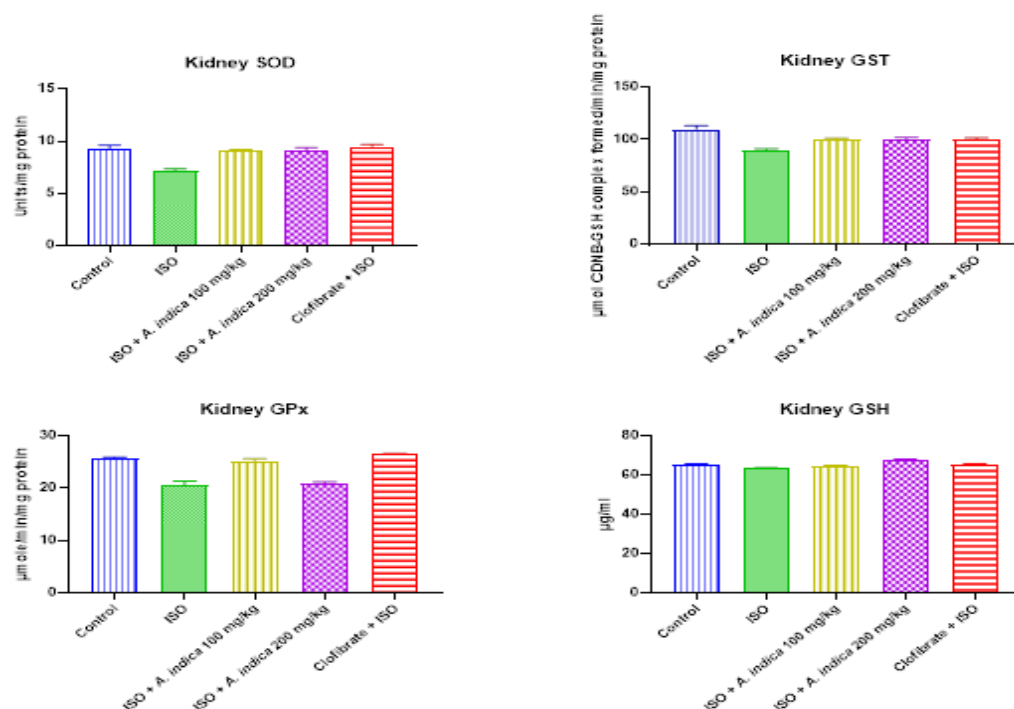 Kidney SOD
Units/mg protein
15
10
5
0
Control
ISO
ISO + A. indica 100 mg/kg
ISO + A. indica 200 mg/kg
Clofibrate + ISO
Kidney GST
µmol CDNB-GSH complex formed/min/mg protein
150
100
50
0
Control
ISO
ISO + A. indica 100 mg/kg
ISO + A. indica 200 mg/kg
Clofibrate + ISO
Kidney GPx
µmole/min/mg protein
30
20
10
0
Control
ISO
ISO + A. indica 100 mg/kg
ISO + A. indica 200 mg/kg
Clofibrate + ISO
Kidney GSH
µg/ml
80
60
40
20
0
Control
ISO
ISO + A. indica 100 mg/kg
ISO + A. indica 200 mg/kg
Clofibrate + ISO